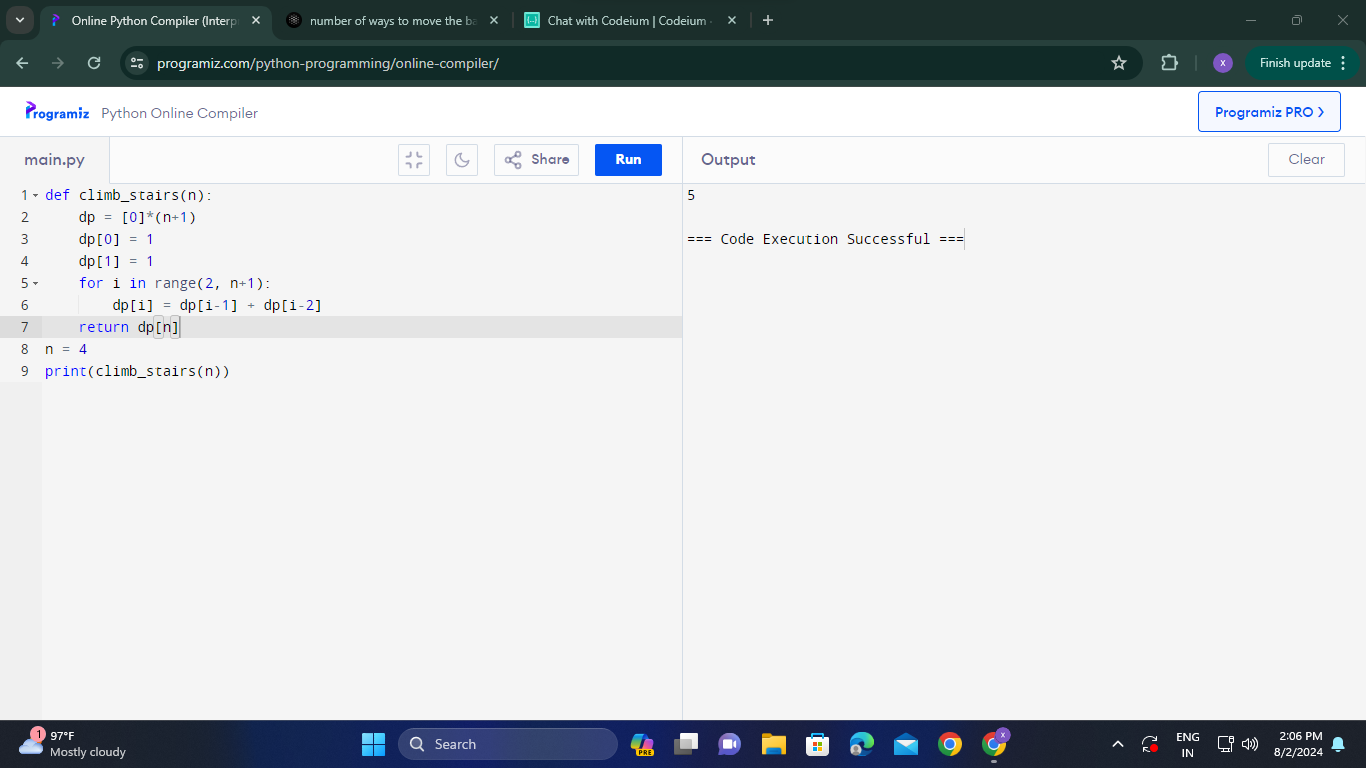 Online Python Compiler (Interp
number of ways to move the ba
Chat with Codeium | Codeium ·
programiz.com/python-programming/online-compiler/
x
Finish update
Programiz
Python Online Compiler
Programiz PRO >
main.py
Share
Run
Output
Clear
1 def climb_stairs(n):
2 dp = [0]*(n+1)
3 dp[0] = 1
4 dp[1] = 1
5 for i in range(2, n+1):
6 dp[i] = dp[i-1] + dp[i-2]
7 return dp[n]
8 n = 4
9 print(climb_stairs(n))
5
=== Code Execution Successful ===
1
97°F
Mostly cloudy
Search
PRE
x
ENG
IN
2:06 PM
8/2/2024